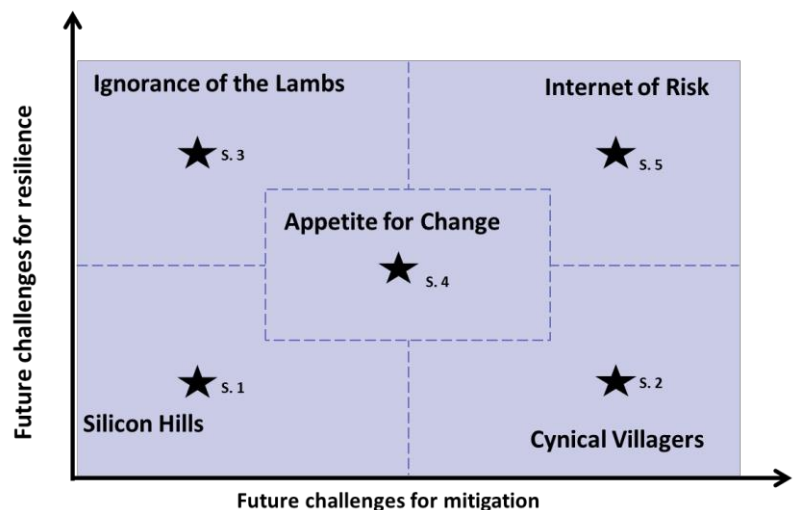 Future challenges for resilience
Ignorance of the Lambs
Internet of Risk
S. 3
S. 5
Appetite for Change
S. 4
S. 1
S. 2
Silicon Hills
Cynical Villagers
Future challenges for mitigation